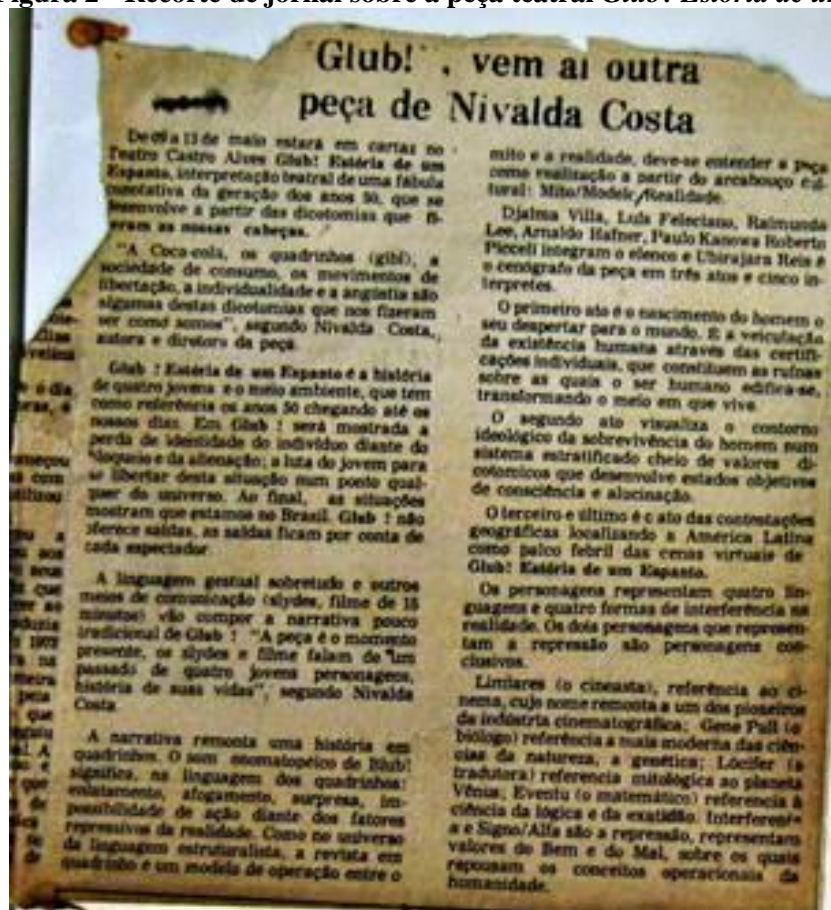 'Glub!', vem aí outra
peça de Nivalda Costa
De 09 a 13 de maio estará em cartaz no
Teatro Castro Alves Glub! Estória de um
Espanto, interpretação teatral de uma fábula
conotativa da geração dos anos 50, que se
desenvolve a partir das dicotomias que fi-
eram as nossas cabeças.
"A Coca-cola, os quadrinhos (gibi), a
sociedade de consumo, os movimentos de
libertação, a individualidade e a angústia são
algumas destas dicotomias que nos fizeram
ser como somos", segundo Nivalda Costa,
autora e diretora da peça.
Glub ! Estória de um Espanto é a história
de quatro jovens e o meio ambiente, que tem
como referência os anos 50 chegando até os
nossos dias. Em Glub ! será mostrada a
perda de identidade do indivíduo diante do
bloqueio e da alienação; a luta do jovem para
se libertar desta situação num ponto qual-
quer do universo. Ao final, as situações
mostram que estamos no Brasil. Glub ! não
oferece saídas, as saídas ficam por conta de
cada espectador.
A linguagem gestual sobretudo e outros
meios de comunicação (slydes, filme de 15
minutos) vão compor a narrativa pouco
tradicional de Glub ! "A peça é o momento
presente, os slydes e filme falam do "um
passado de quatro jovens personagens,
história de suas vidas", segundo Nivalda
Costa
A narrativa remonta uma história em
quadrinhos. O som onomatopéico de Blub!
significa, na linguagem dos quadrinhos:
afogamento, surpresa, im-
possibilidade de ação diante dos fatores
repressivos da realidade. Como no universo
da linguagem estruturalista, a revista em
quadrinho é um modelo de operação entre o
mito e a realidade, deve-se entender a peça
como realização a partir do arcabouço cul-
tural: Mito/Modelo/Realidade.
Djalma Villa, Luis Feleciano, Raimundo
Lee, Arnaldo Hafner, Paulo Kanowa Roberto
Picceli integram o elenco e Ubirajara Reis é
o cenógrafo da peça em três atos e cinco in-
terpretes.
O primeiro ato é o nascimento do homem o
seu despertar para o mundo. E a veiculação
da existência humana através das certifi-
cações individuais, que constituem as ruínas
sobre as quais o ser humano edifica-se,
transformando o meio em que vive.
O segundo ato visualiza o contorno
ideológico da sobrevivência do homem num
sistema estratificado cheio de valores di-
cotomicos que desenvolve estados objetivos
de consciência e alucinação.
O terceiro e último é o ato das contestações
geográficas localizando a America Latina
como palco febril das cenas virtuais de
Glub! Estória de um Espanto.
Os personagens representam quatro lin-
guagens e quatro formas de interferência na
realidade. Os dois personagens que represen-
tam a repressão são personagens con-
clusivos.
Limiares (o cineasta), referência ao ci-
nema, cujo nome remonta a um dos pioneiros
da indústria cinematográfica; Gene Pull (o
biólogo) referência a mais moderna das ciên-
cias da natureza, a genética; Lócifer (a
tradutora) referencia mitológica ao planeta
Vênus; Eventu (o matemático) referencia à
ciência da lógica e da exatidão.
a e Signo/Alfa são a repressão, representam
valores do Bem e do Mal, sobre os quais
repousam os conceitos operacionais da
humanidade.